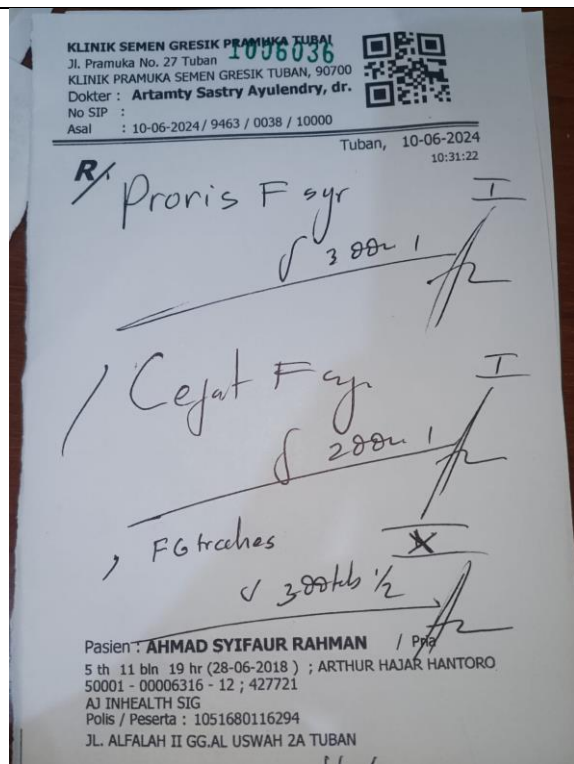 KLINIK SEMEN GRESIK PRAMUKA TUBAN
1006036
Jl. Pramuka No. 27 Tuban
KLINIK PRAMUKA SEMEN GRESIK TUBAN, 90700
Dokter : Artamty Sastry Ayulendry, dr.
No SIP :
Asal : 10-06-2024 / 9463 / 0038 / 10000
Tuban, 10-06-2024
10:31:22
R/
Proris F syr I
ʃ 3 dd 1
Cefat F syr I
ʃ 2 dd 1
FG troches X
ʃ 3 dd tab 1/2
Pasien : AHMAD SYIFAUR RAHMAN / Pria
5 th 11 bln 19 hr (28-06-2018) ; ARTHUR HAJAR HANTORO
50001 - 00006316 - 12 ; 427721
AJ INHEALTH SIG
Polis / Peserta : 1051680116294
JL. ALFALAH II GG.AL USWAH 2A TUBAN